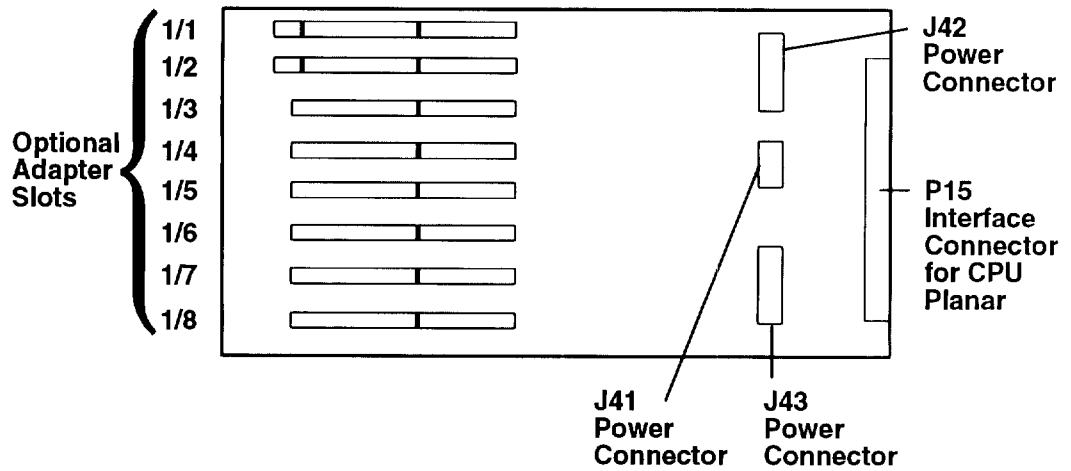 Optional
Adapter
Slots
1/1
1/2
1/3
1/4
1/5
1/6
1/7
1/8
J42
Power
Connector
P15
Interface
Connector
for CPU
Planar
J41
Power
Connector
J43
Power
Connector